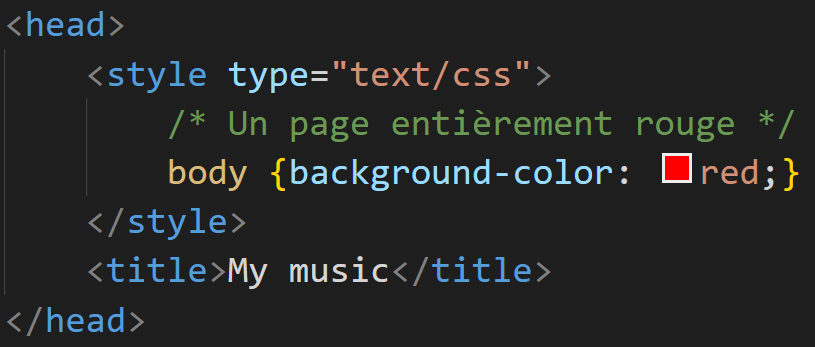 <head>
<style type="text/css">
/* Un page entièrement rouge */
body {background-color: red;}
</style>
<title>My music</title>
</head>